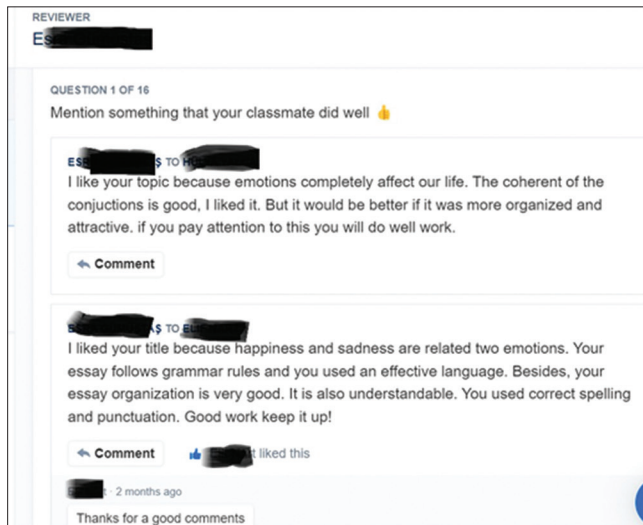 REVIEWER
QUESTION 1 OF 16
Mention something that your classmate did well 👍
TO
I like your topic because emotions completely affect our life. The coherent of the
conjuctions is good, I liked it. But it would be better if it was more organized and
attractive. if you pay attention to this you will do well work.
Comment
TO
I liked your title because happiness and sadness are related two emotions. Your
essay follows grammar rules and you used an effective language. Besides, your
essay organization is very good. It is also understandable. You used correct spelling
and punctuation. Good work keep it up!
Comment liked this
2 months ago
Thanks for a good comments